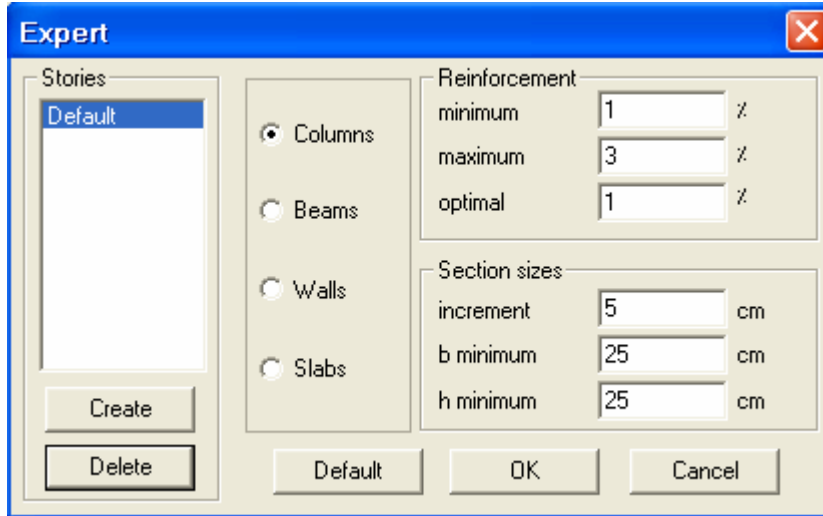 Expert
Stories
Default
Create
Delete
Columns
Beams
Walls
Slabs
Reinforcement
minimum 1 %
maximum 3 %
optimal 1 %
Section sizes
increment 5 cm
b minimum 25 cm
h minimum 25 cm
Default OK Cancel